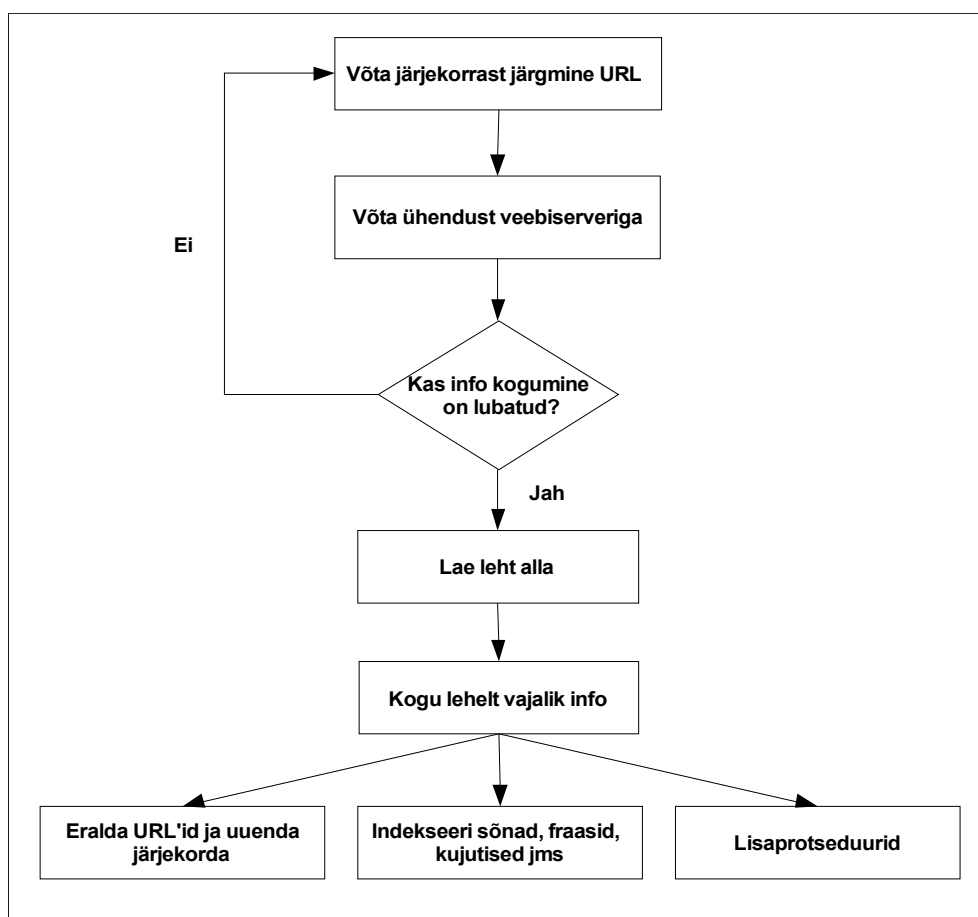 Võta järjekorrast järgmine URL
Võta ühendust veebiserveriga
Ei
Kas info kogumine
on lubatud?
Jah
Lae leht alla
Kogu lehelt vajalik info
Eralda URL'id ja uuenda
järjekorda
Indekseeri sõnad, fraasid,
kujutised jms
Lisaprotseduurid